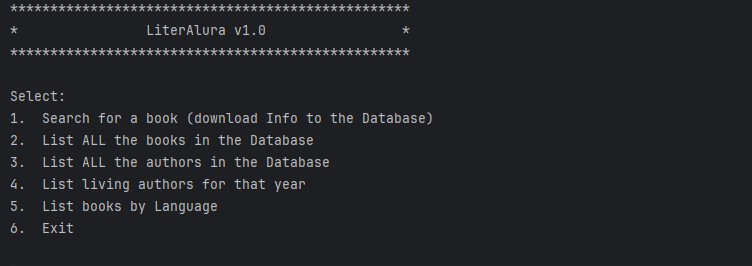 **************************************************
*                LiterAlura v1.0                 *
**************************************************
Select:
1.  Search for a book (download Info to the Database)
2.  List ALL the books in the Database
3.  List ALL the authors in the Database
4.  List living authors for that year
5.  List books by Language
6.  Exit